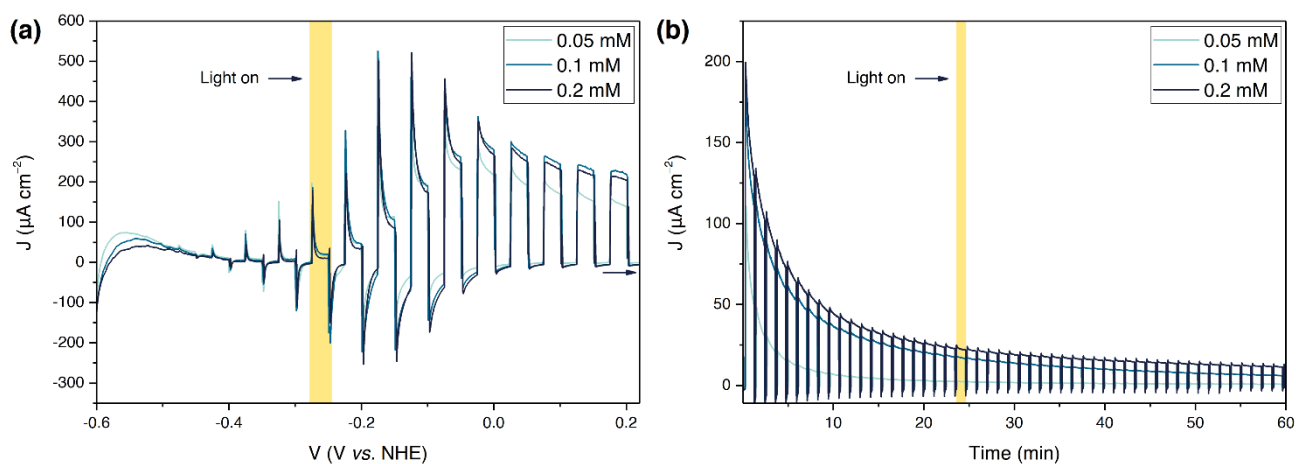 (a)
600
500
400
300
200
100
0
-100
-200
-300
J (µA cm⁻²)
-0.6
-0.4
-0.2
0.0
0.2
V (V vs. NHE)
Light on
0.05 mM
0.1 mM
0.2 mM
(b)
200
150
100
50
0
J (µA cm⁻²)
10
20
30
40
50
60
Time (min)
Light on
0.05 mM
0.1 mM
0.2 mM